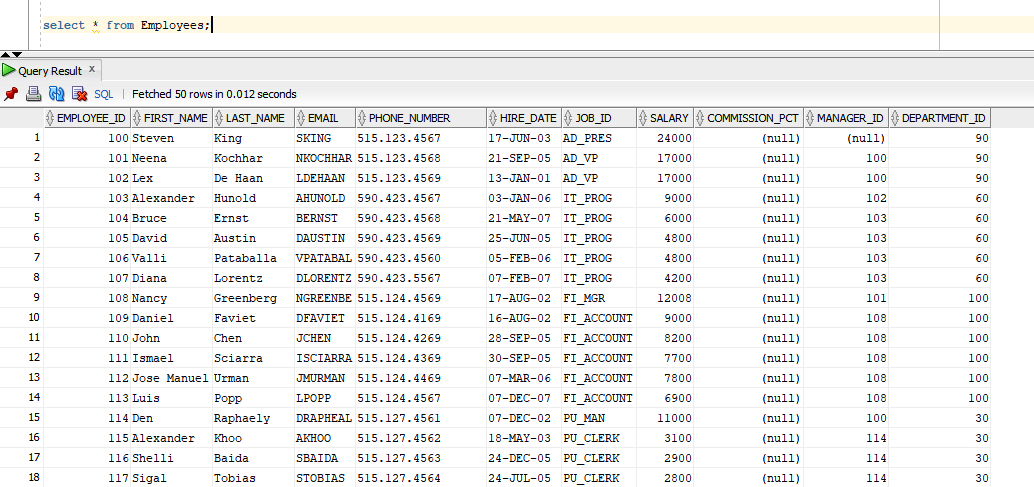 select * from Employees;
Query Result x
SQL | Fetched 50 rows in 0.012 seconds
EMPLOYEE_ID FIRST_NAME LAST_NAME EMAIL PHONE_NUMBER HIRE_DATE JOB_ID SALARY COMMISSION_PCT MANAGER_ID DEPARTMENT_ID
1 100 Steven King SKING 515.123.4567 17-JUN-03 AD_PRES 24000 (null) (null) 90
2 101 Neena Kochhar NKOCHHAR 515.123.4568 21-SEP-05 AD_VP 17000 (null) 100 90
3 102 Lex De Haan LDEHAAN 515.123.4569 13-JAN-01 AD_VP 17000 (null) 100 90
4 103 Alexander Hunold AHUNOLD 590.423.4567 03-JAN-06 IT_PROG 9000 (null) 102 60
5 104 Bruce Ernst BERNST 590.423.4568 21-MAY-07 IT_PROG 6000 (null) 103 60
6 105 David Austin DAUSTIN 590.423.4569 25-JUN-05 IT_PROG 4800 (null) 103 60
7 106 Valli Pataballa VPATABAL 590.423.4560 05-FEB-06 IT_PROG 4800 (null) 103 60
8 107 Diana Lorentz DLORENTZ 590.423.5567 07-FEB-07 IT_PROG 4200 (null) 103 60
9 108 Nancy Greenberg NGREENBE 515.124.4569 17-AUG-02 FI_MGR 12008 (null) 101 100
10 109 Daniel Faviet DFAVIET 515.124.4169 16-AUG-02 FI_ACCOUNT 9000 (null) 108 100
11 110 John Chen JCHEN 515.124.4269 28-SEP-05 FI_ACCOUNT 8200 (null) 108 100
12 111 Ismael Sciarra ISCIARRA 515.124.4369 30-SEP-05 FI_ACCOUNT 7700 (null) 108 100
13 112 Jose Manuel Urman JMURMAN 515.124.4469 07-MAR-06 FI_ACCOUNT 7800 (null) 108 100
14 113 Luis Popp LPOPP 515.124.4567 07-DEC-07 FI_ACCOUNT 6900 (null) 108 100
15 114 Den Raphaely DRAPHEAL 515.127.4561 07-DEC-02 PU_MAN 11000 (null) 100 30
16 115 Alexander Khoo AKHOO 515.127.4562 18-MAY-03 PU_CLERK 3100 (null) 114 30
17 116 Shelli Baida SBAIDA 515.127.4563 24-DEC-05 PU_CLERK 2900 (null) 114 30
18 117 Sigal Tobias STOBIAS 515.127.4564 24-JUL-05 PU_CLERK 2800 (null) 114 30